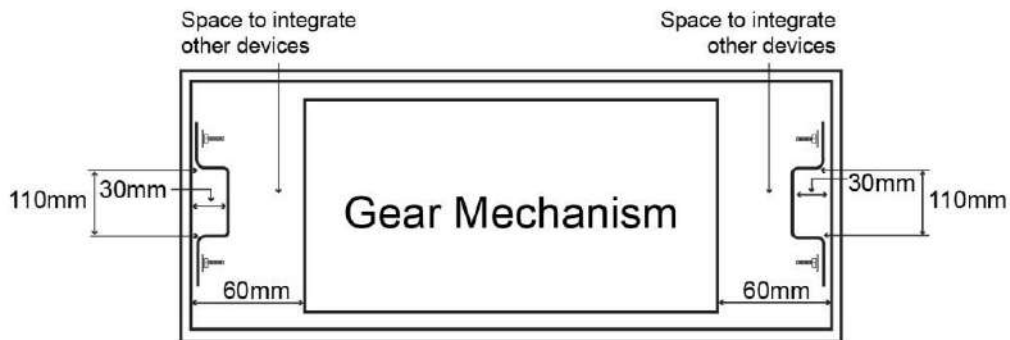 Space to integrate
other devices
Space to integrate
other devices
110mm
30mm
Gear Mechanism
30mm
110mm
60mm
60mm